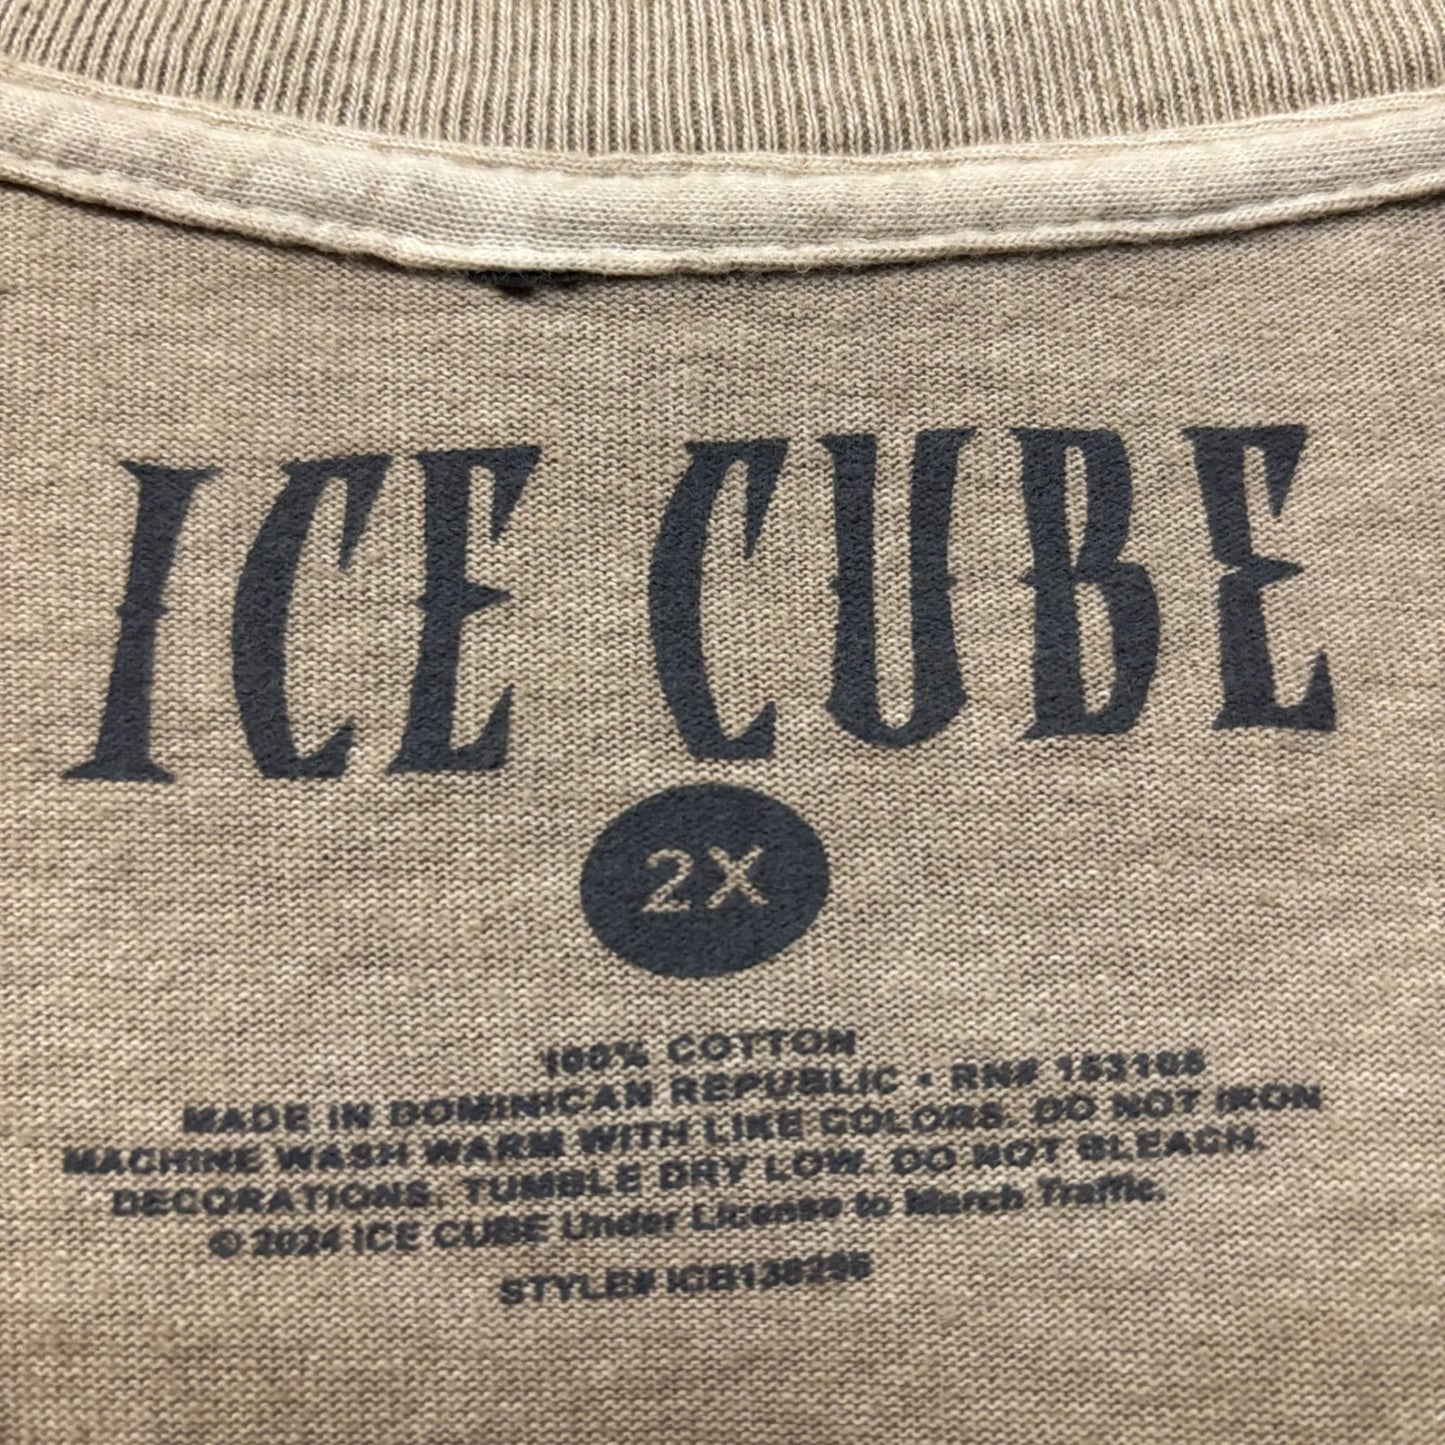 ICE CUBE
2X
100% COTTON
MADE IN DOMINICAN REPUBLIC • RN# 153105
MACHINE WASH WARM WITH LIKE COLORS. DO NOT IRON
DECORATIONS. TUMBLE DRY LOW. DO NOT BLEACH.
© 2024 ICE CUBE Under License to Merch Traffic.
STYLE#